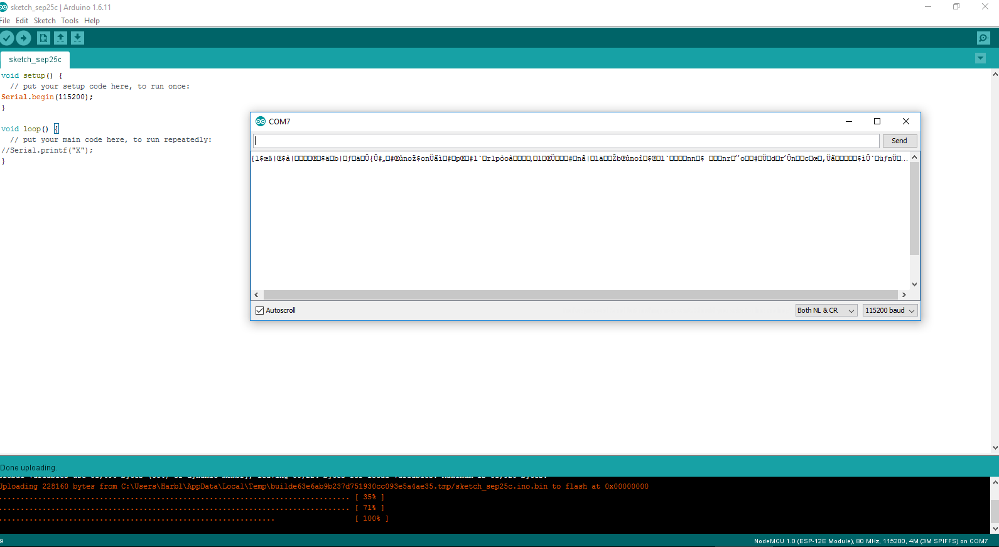 sketch_sep25c | Arduino 1.6.11
File Edit Sketch Tools Help
sketch_sep25c
void setup() {
// put your setup code here, to run once:
Serial.begin(115200);
}
void loop() {
// put your main code here, to run repeatedly:
//Serial.printf("X");
}
COM7
Send
Autoscroll
Both NL & CR
115200 baud
Done uploading.
Uploading 228160 bytes from C:\Users\Harbl\AppData\Local\Temp\builde63e6ab9b237d751930cc093e5a4ae35.tmp/sketch_sep25c.ino.bin to flash at 0x00000000
................................................................................ [ 35% ]
................................................................................ [ 71% ]
............................................................... [ 100% ]
9
NodeMCU 1.0 (ESP-12E Module), 80 MHz, 115200, 4M (3M SPIFFS) on COM7